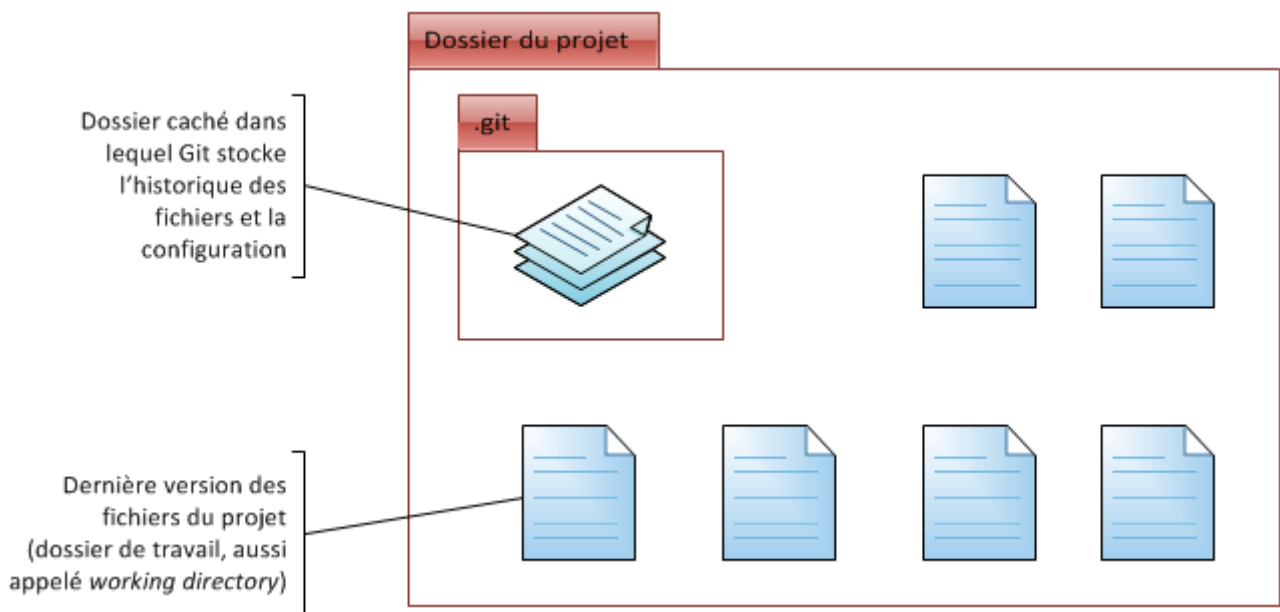 Dossier du projet
.git
Dossier caché dans
lequel Git stocke
l'historique des
fichiers et la
configuration
Dernière version des
fichiers du projet
(dossier de travail, aussi
appelé working directory)